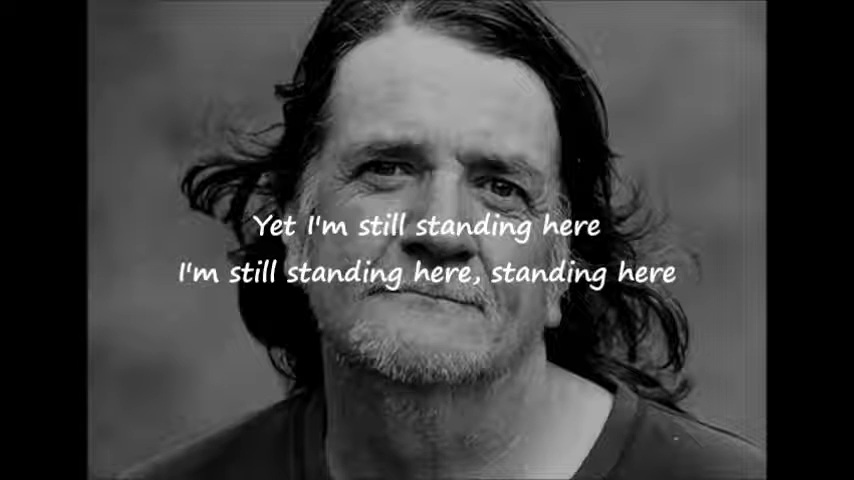 Yet I'm still standing here
I'm still standing here, standing here